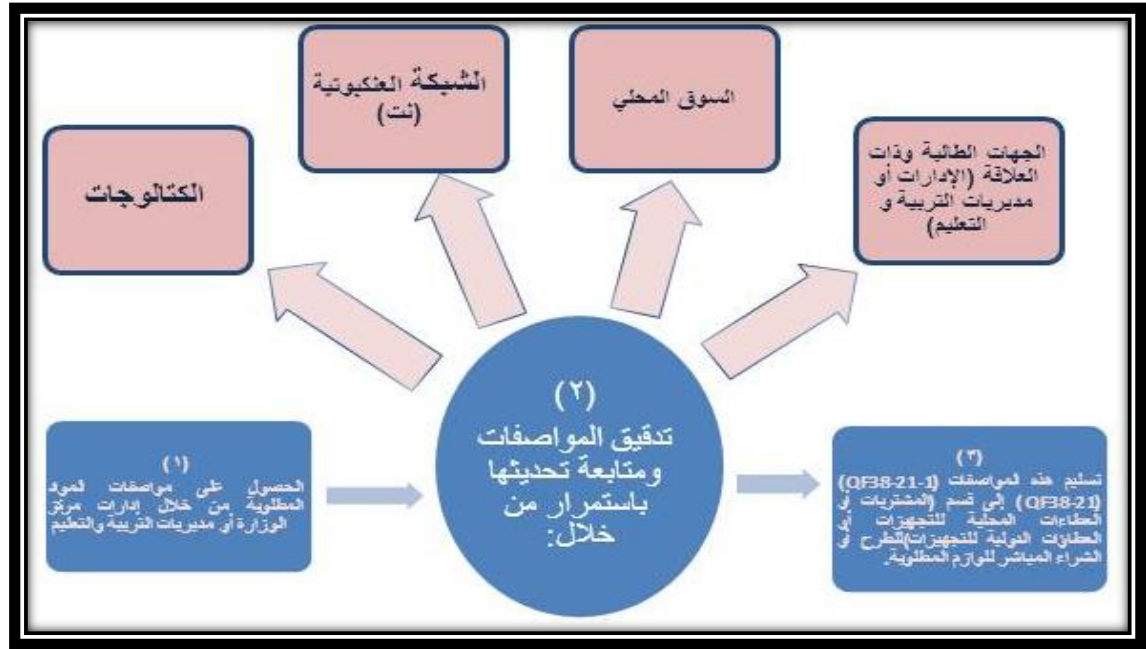 الشبكة العنكبوتية
(نت)
السوق المحلي
الكتالوجات
الجهات الطالبة وذات
العلاقة (الإدارات أو
مديريات التربية و
التعليم)
(١)
الحصول على مواصفات المواد
المطلوبة من خلال إدارات مركز
الوزارة أو مديريات التربية والتعليم
(٢)
تدقيق المواصفات
ومتابعة تحديثها
باستمرار من
خلال:
(٣)
تسليم هذه المواصفات (QF38-21-1)
(QF38-21) إلى قسم (المشتريات أو
العطاءات المحلية للتجهيزات أو
العطاءات الدولية للتجهيزات)للطرح أو
الشراء المباشر للوازم المطلوبة.